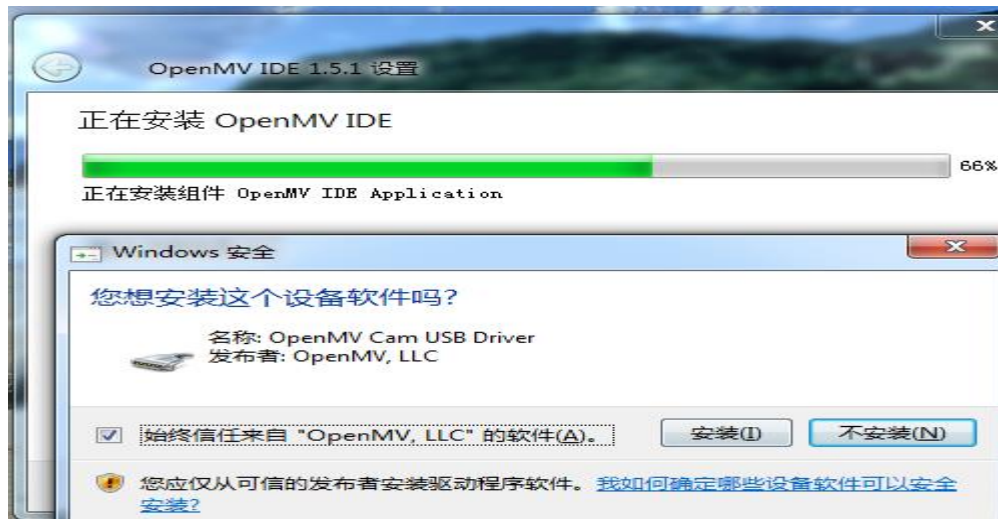 OpenMV IDE 1.5.1 设置
正在安装 OpenMV IDE
66%
正在安装组件 OpenMV IDE Application
Windows 安全
您想安装这个设备软件吗?
名称: OpenMV Cam USB Driver
发布者: OpenMV, LLC
始终信任来自 "OpenMV, LLC" 的软件(A)。
安装(I) 不安装(N)
您应仅从可信的发布者安装驱动程序软件。我如何确定哪些设备软件可以安全
安装?